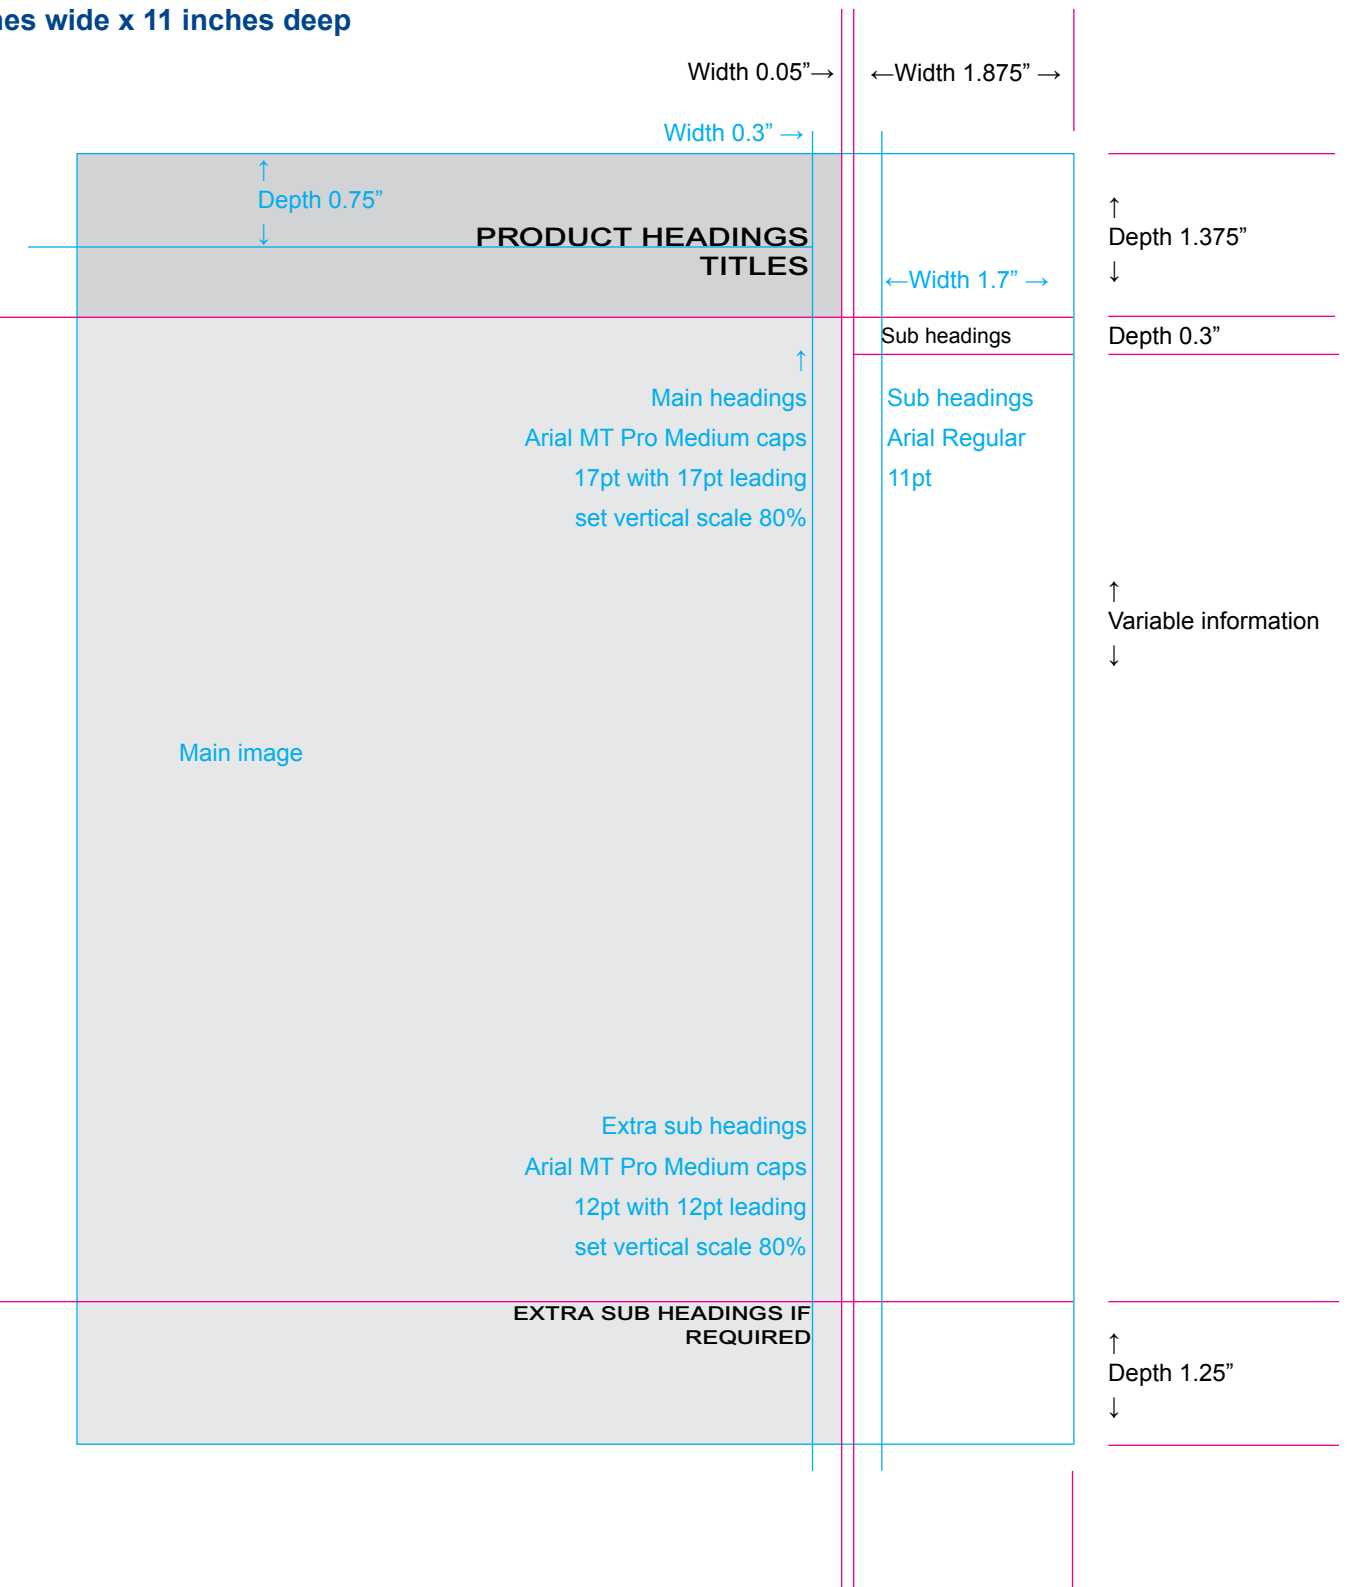 wide x 11 inches deep
Width 0.05”→
←Width 1.875” →
Width 0.3” →
↑
Depth 0.75”
↓
PRODUCT HEADINGS
TITLES
↑
Depth 1.375”
↓
←Width 1.7” →
Sub headings
Depth 0.3”
↑
Main headings
Arial MT Pro Medium caps
17pt with 17pt leading
set vertical scale 80%
Sub headings
Arial Regular
11pt
↑
Variable information
↓
Main image
Extra sub headings
Arial MT Pro Medium caps
12pt with 12pt leading
set vertical scale 80%
EXTRA SUB HEADINGS IF
REQUIRED
↑
Depth 1.25”
↓